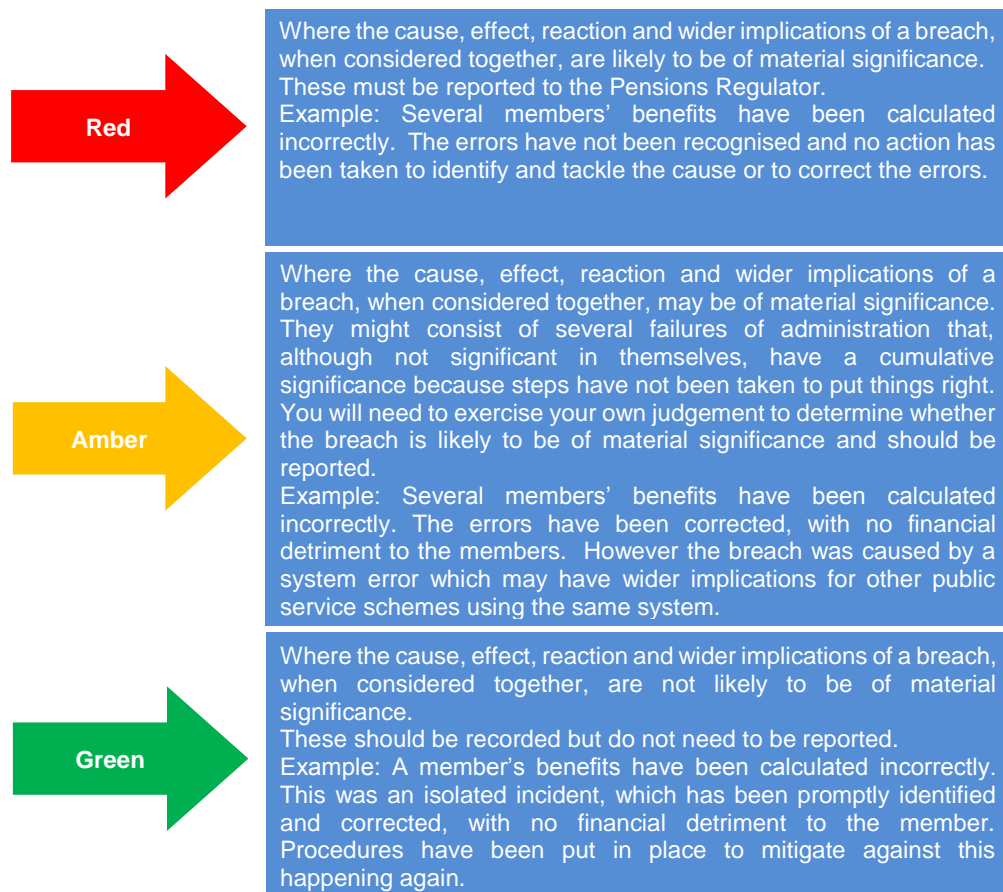 Red
Where the cause, effect, reaction and wider implications of a breach,
when considered together, are likely to be of material significance.
These must be reported to the Pensions Regulator.
Example: Several members’ benefits have been calculated
incorrectly. The errors have not been recognised and no action has
been taken to identify and tackle the cause or to correct the errors.
Amber
Where the cause, effect, reaction and wider implications of a
breach, when considered together, may be of material significance.
They might consist of several failures of administration that,
although not significant in themselves, have a cumulative
significance because steps have not been taken to put things right.
You will need to exercise your own judgement to determine whether
the breach is likely to be of material significance and should be
reported.
Example: Several members’ benefits have been calculated
incorrectly. The errors have been corrected, with no financial
detriment to the members. However the breach was caused by a
system error which may have wider implications for other public
service schemes using the same system.
Green
Where the cause, effect, reaction and wider implications of a breach,
when considered together, are not likely to be of material
significance.
These should be recorded but do not need to be reported.
Example: A member’s benefits have been calculated incorrectly.
This was an isolated incident, which has been promptly identified
and corrected, with no financial detriment to the member.
Procedures have been put in place to mitigate against this
happening again.